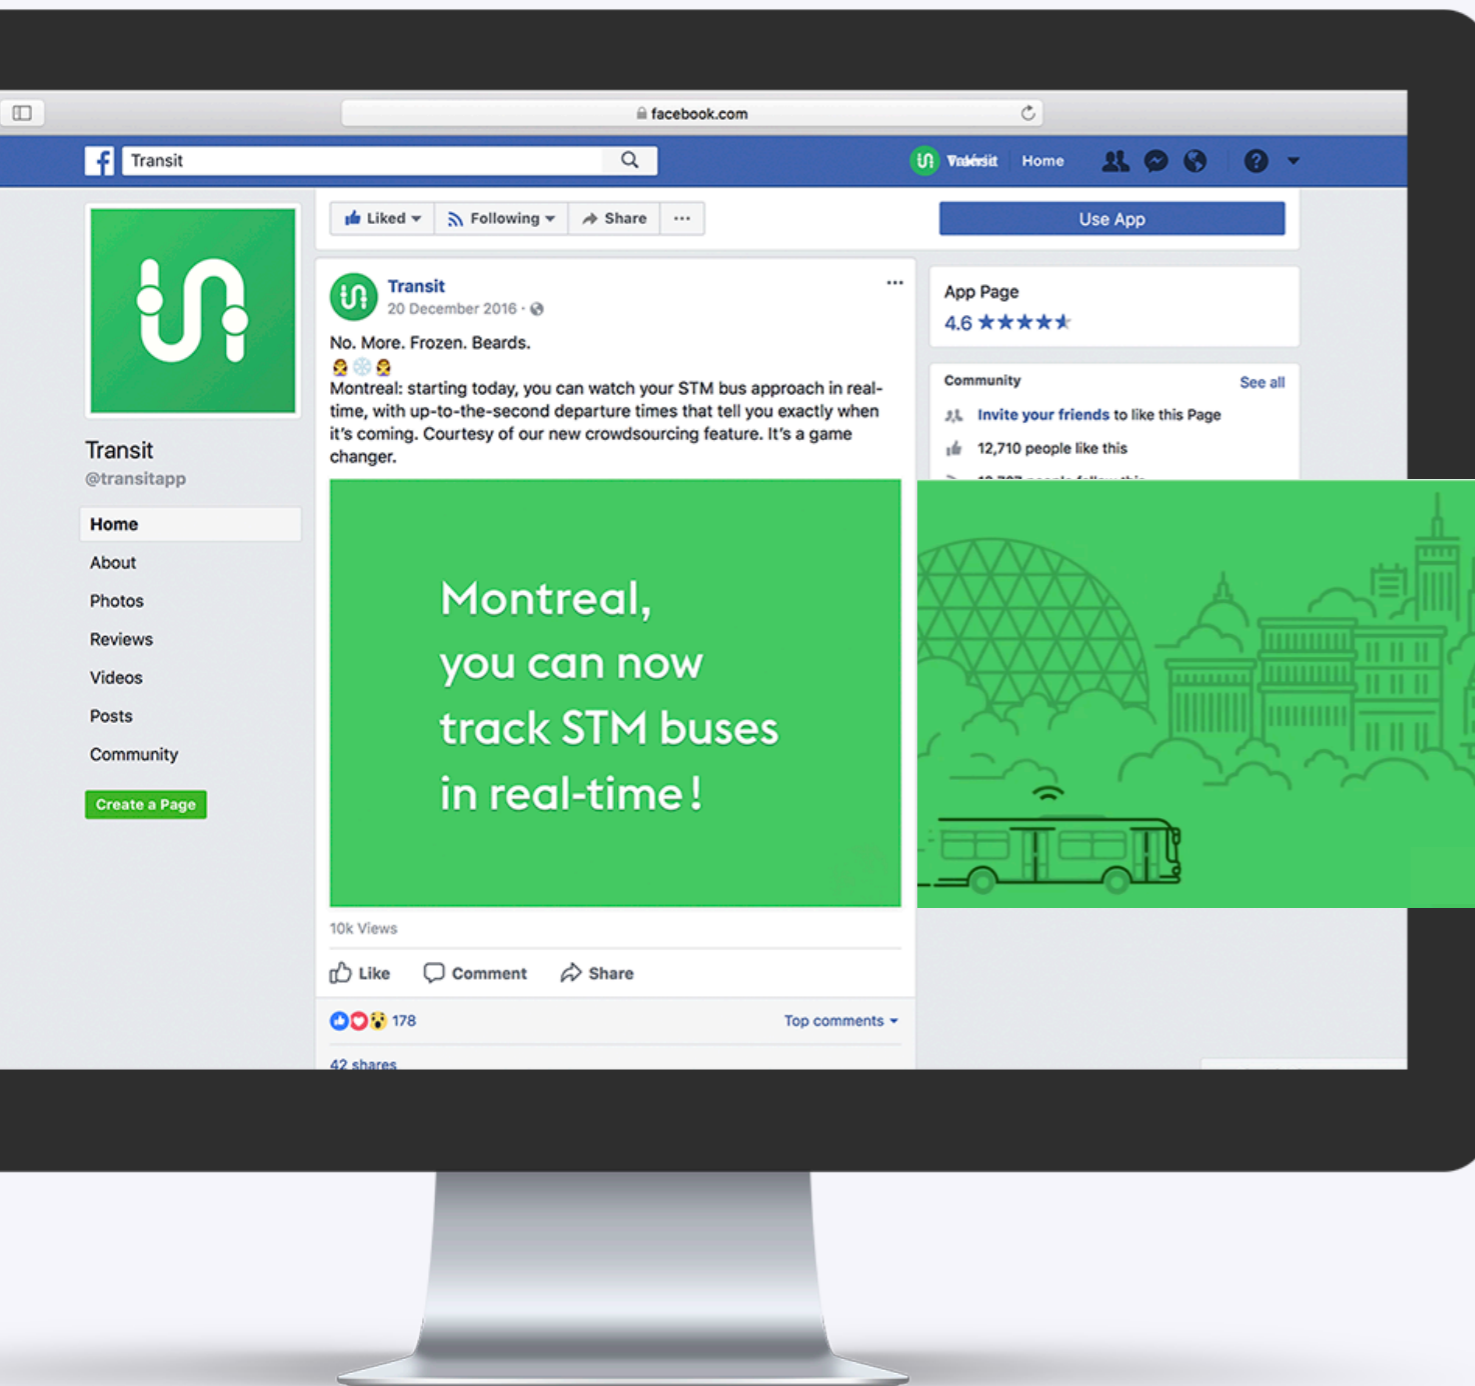 facebook.com
Transit
Home
Liked
Following
Share
Use App
Transit
@transitapp
Home
About
Photos
Reviews
Videos
Posts
Community
Create a Page
Transit
20 December 2016
No. More. Frozen. Beards.
Montreal: starting today, you can watch your STM bus approach in real-
time, with up-to-the-second departure times that tell you exactly when
it's coming. Courtesy of our new crowdsourcing feature. It's a game
changer.
Montreal,
you can now
track STM buses
in real-time!
10k Views
Like
Comment
Share
178
Top comments
42 shares
App Page
4.6
Community
See all
Invite your friends to like this Page
12,710 people like this